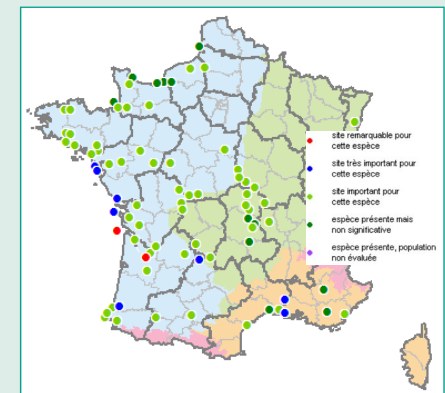 site remarquable pour
cette espèce
site très important pour
cette espèce
site important pour
cette espèce
espèce présente mais
non significative
espèce présente, population
non évaluée